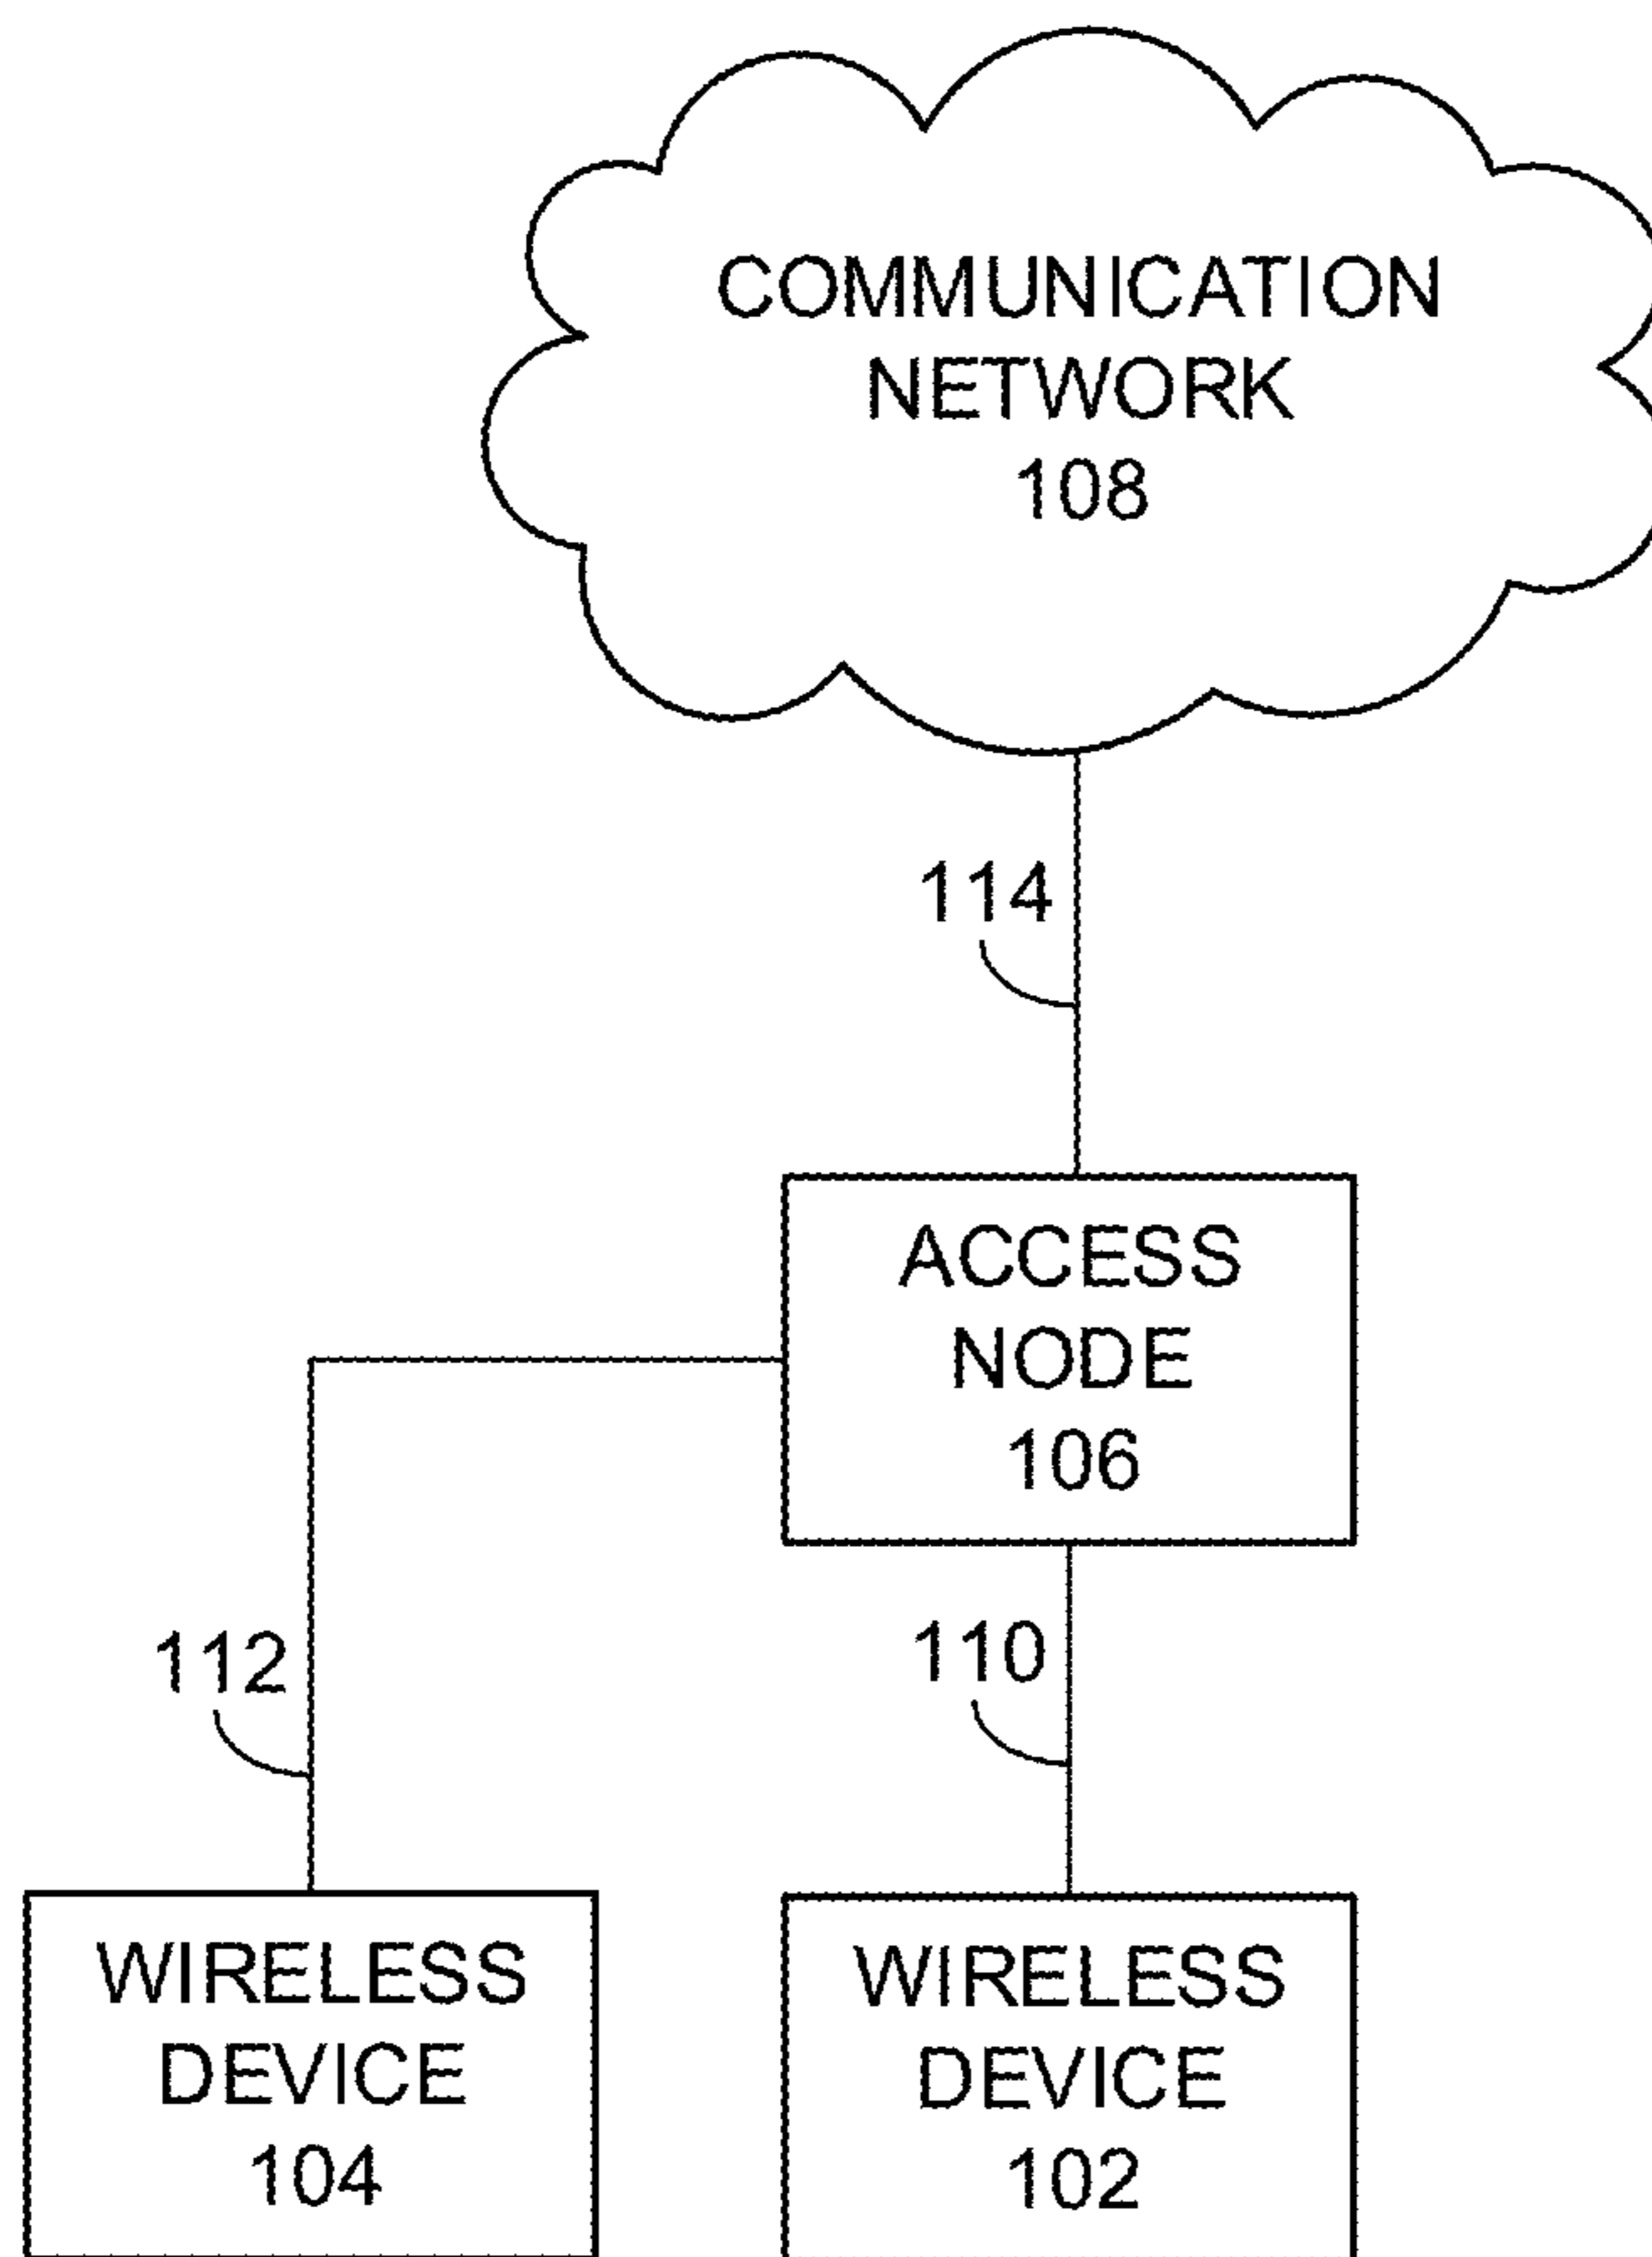 COMMUNICATION
NETWORK
108
114
ACCESS
NODE
106
112
110
WIRELESS
DEVICE
104
WIRELESS
DEVICE
102